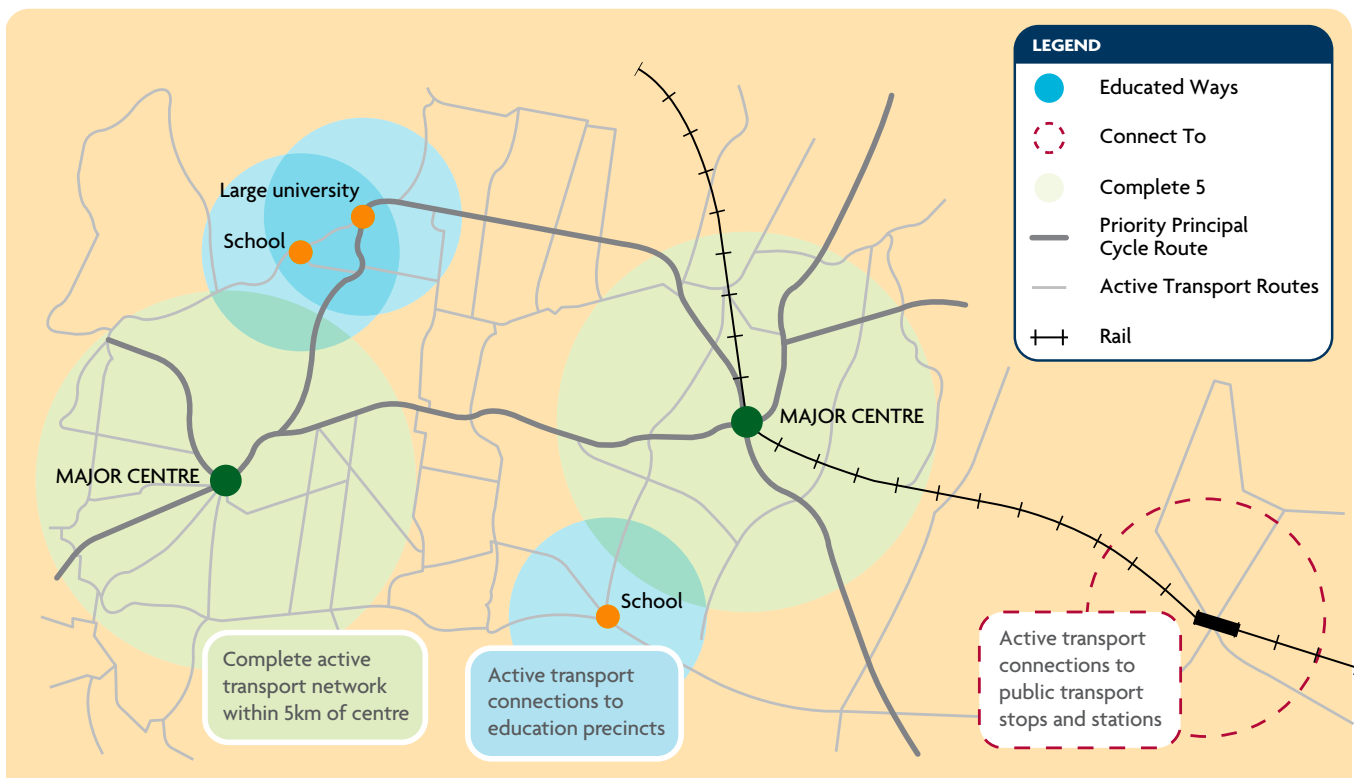 LEGEND
Educated Ways
Connect To
Complete 5
Priority Principal
Cycle Route
Active Transport Routes
Rail
Large university
School
MAJOR CENTRE
MAJOR CENTRE
School
Complete active
transport network
within 5km of centre
Active transport
connections to
education precincts
Active transport
connections to
public transport
stops and stations